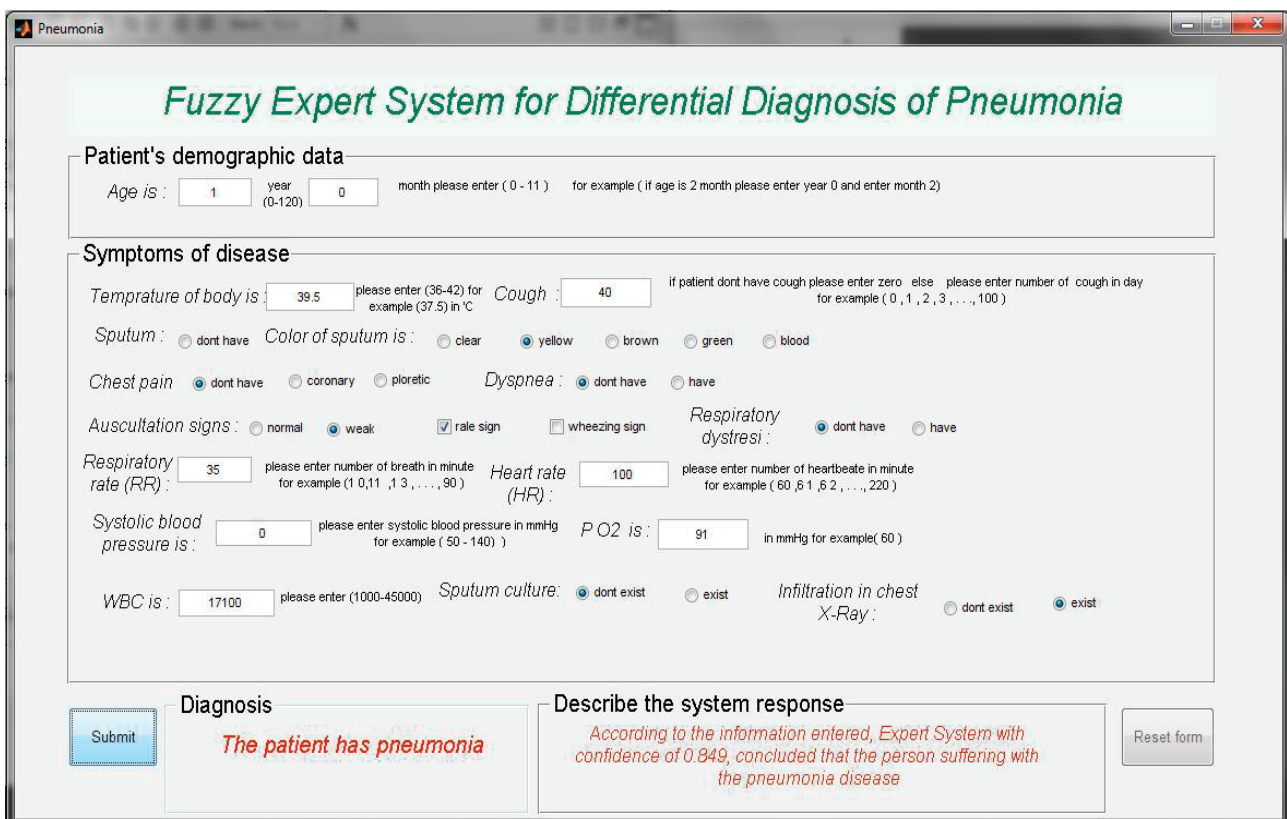 Pneumonia
Fuzzy Expert System for Differential Diagnosis of Pneumonia
Patient's demographic data
Age is : 1 year (0-120) 0 month please enter ( 0 - 11 ) for example ( if age is 2 month please enter year 0 and enter month 2)
Symptoms of disease
Temprature of body is : 39.5 please enter (36-42) for example (37.5) in 'C Cough : 40 if patient dont have cough please enter zero else please enter number of cough in day for example ( 0 , 1 , 2 , 3 , . . . , 100 )
Sputum : dont have Color of sputum is : clear yellow brown green blood
Chest pain dont have coronary ploretic Dyspnea : dont have have
Auscultation signs : normal weak rale sign wheezing sign Respiratory dystresi : dont have have
Respiratory rate (RR) : 35 please enter number of breath in minute for example (1 0,11 ,1 3 , . . . , 90 ) Heart rate (HR) : 100 please enter number of heartbeate in minute for example ( 60 ,6 1 ,6 2 , . . . , 220 )
Systolic blood pressure is : 0 please enter systolic blood pressure in mmHg for example ( 50 - 140) ) P O2 is : 91 in mmHg for example( 60 )
WBC is : 17100 please enter (1000-45000) Sputum culture: dont exist exist Infiltration in chest X-Ray : dont exist exist
Submit
Diagnosis
The patient has pneumonia
Describe the system response
According to the information entered, Expert System with
confidence of 0.849, concluded that the person suffering with
the pneumonia disease
Reset form